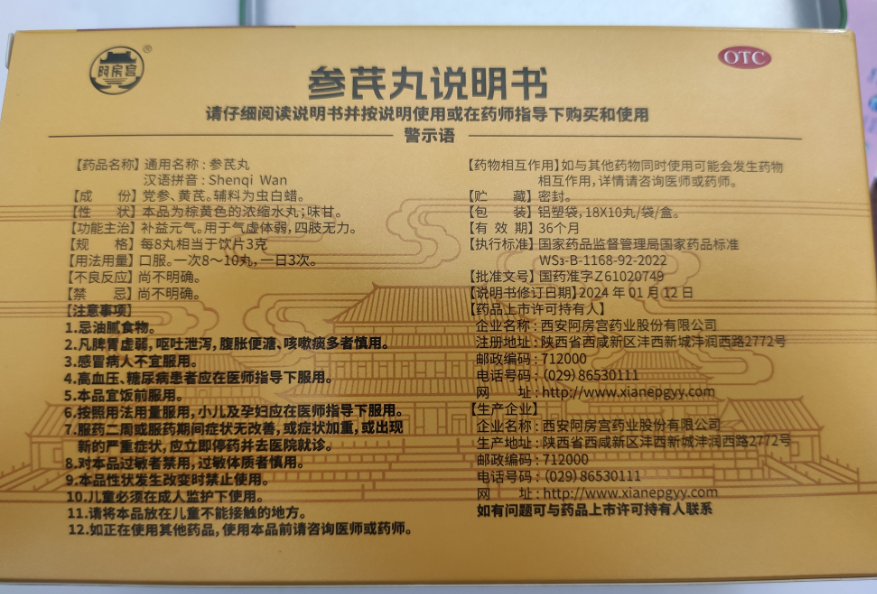 阿房宫
®
OTC
参芪丸说明书
请仔细阅读说明书并按说明使用或在药师指导下购买和使用
警示语
【药品名称】通用名称:参芪丸
汉语拼音:Shenqi Wan
【成 份】党参、黄芪。辅料为虫白蜡。
【性 状】本品为棕黄色的浓缩水丸;味甘。
【功能主治】补益元气。用于气虚体弱,四肢无力。
【规 格】每8丸相当于饮片3克
【用法用量】口服。一次8～10丸,一日3次。
【不良反应】尚不明确。
【禁 忌】尚不明确。
【注意事项】
1.忌油腻食物。
2.凡脾胃虚弱,呕吐泄泻,腹胀便溏、咳嗽痰多者慎用。
3.感冒病人不宜服用。
4.高血压、糖尿病患者应在医师指导下服用。
5.本品宜饭前服用。
6.按照用法用量服用,小儿及孕妇应在医师指导下服用。
7.服药二周或服药期间症状无改善,或症状加重,或出现
新的严重症状,应立即停药并去医院就诊。
8.对本品过敏者禁用,过敏体质者慎用。
9.本品性状发生改变时禁止使用。
10.儿童必须在成人监护下使用。
11.请将本品放在儿童不能接触的地方。
12.如正在使用其他药品,使用本品前请咨询医师或药师。
【药物相互作用】如与其他药物同时使用可能会发生药物
相互作用,详情请咨询医师或药师。
【贮 藏】密封。
【包 装】铝塑袋,18X10丸/袋/盒。
【有 效 期】36个月
【执行标准】国家药品监督管理局国家药品标准
WS₃-B-1168-92-2022
【批准文号】国药准字Z61020749
【说明书修订日期】2024年01月12日
【药品上市许可持有人】
企业名称:西安阿房宫药业股份有限公司
注册地址:陕西省西咸新区沣西新城沣润西路2772号
邮政编码:712000
电话号码:(029)86530111
网 址:http://www.xianepgyy.com
【生产企业】
企业名称:西安阿房宫药业股份有限公司
生产地址:陕西省西咸新区沣西新城沣润西路2772号
邮政编码:712000
电话号码:(029)86530111
网 址:http://www.xianepgyy.com
如有问题可与药品上市许可持有人联系